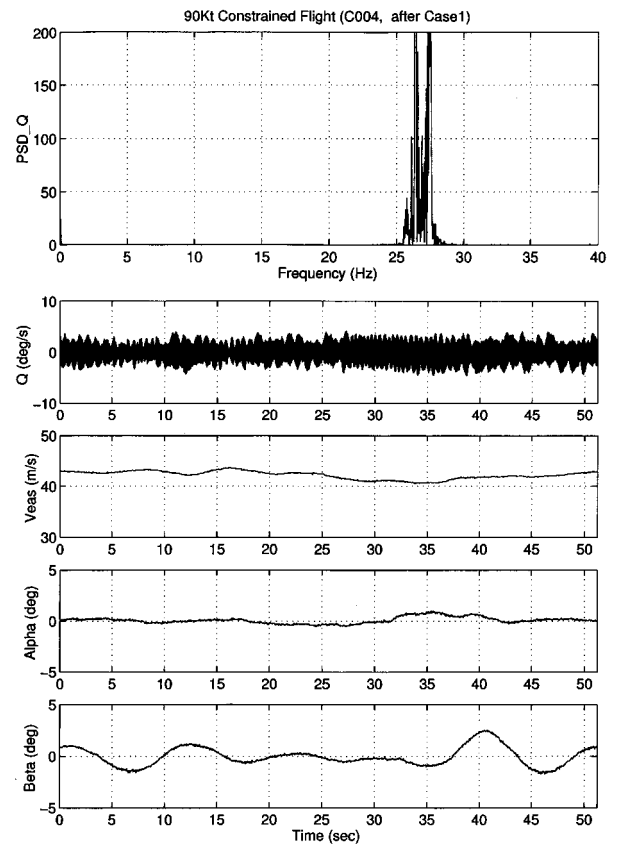 90Kt Constrained Flight (C004, after Case1)
200
150
100
50
0
PSD_Q
0 5 10 15 20 25 30 35 40
Frequency (Hz)
10
0
−10
Q (deg/s)
0 5 10 15 20 25 30 35 40 45 50
50
40
30
Veas (m/s)
0 5 10 15 20 25 30 35 40 45 50
5
0
−5
Alpha (deg)
0 5 10 15 20 25 30 35 40 45 50
5
0
−5
Beta (deg)
0 5 10 15 20 25 30 35 40 45 50
Time (sec)